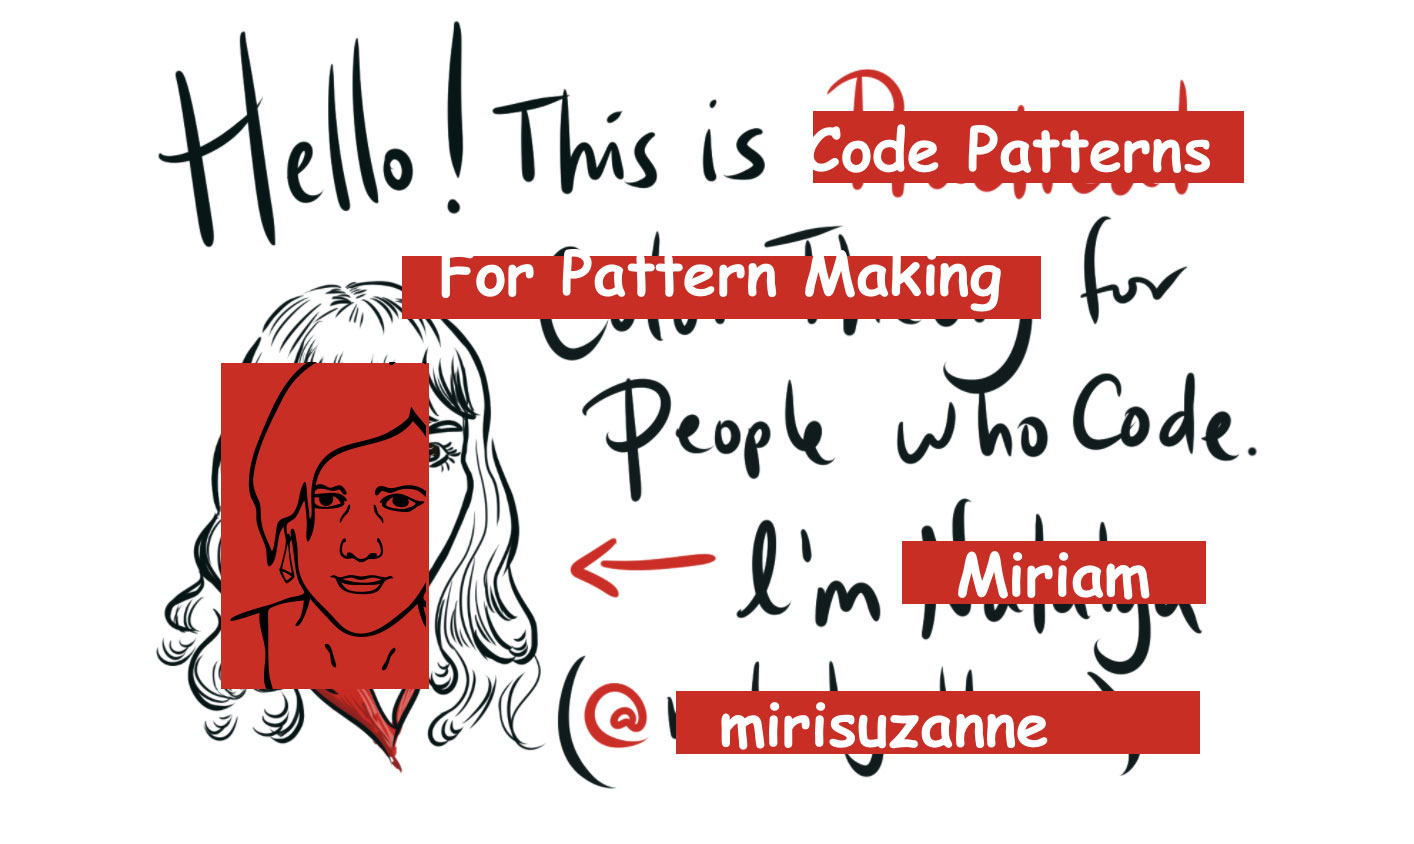 Hello! This is Code Patterns
For Pattern Making for
People who Code.
I'm Miriam
(@mirisuzanne )